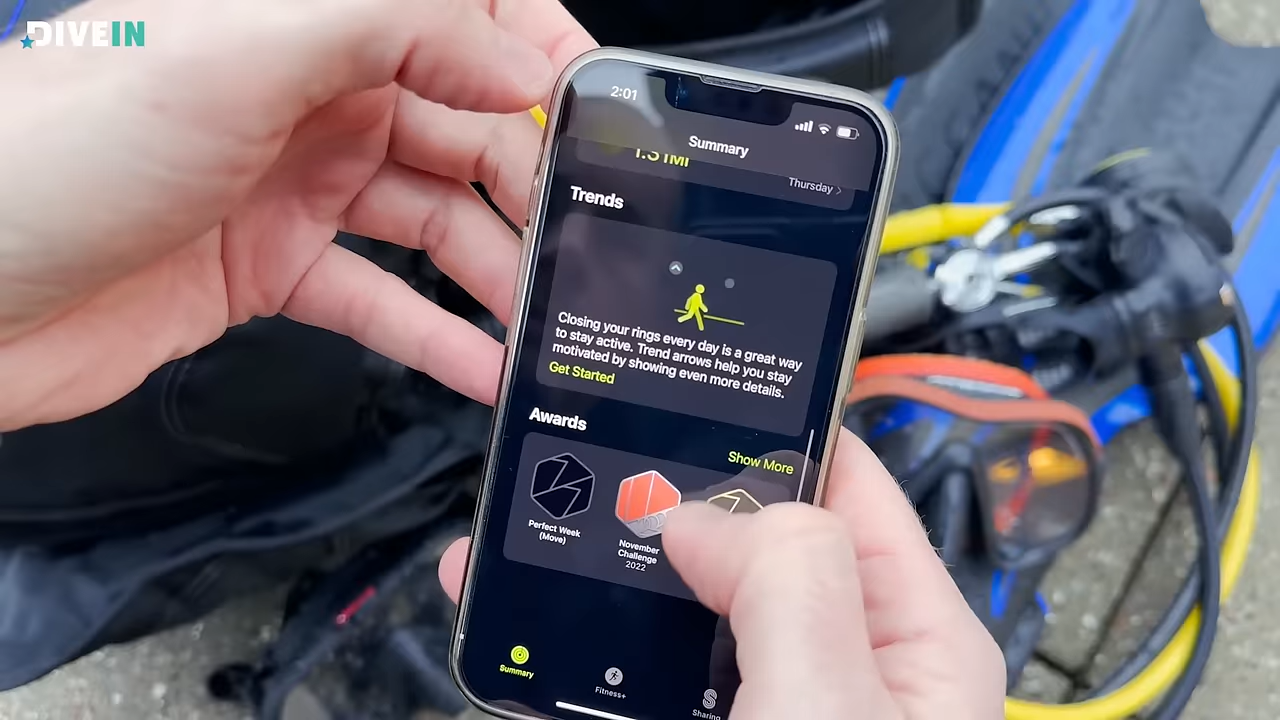 DIVEIN
2:01
Summary
1.31MI
Thursday
Trends
Closing your rings every day is a great way
to stay active. Trend arrows help you stay
motivated by showing even more details.
Get Started
Awards
Show More
Perfect Week
(Move)
November
Challenge
2022
Summary
Fitness+
Sharing